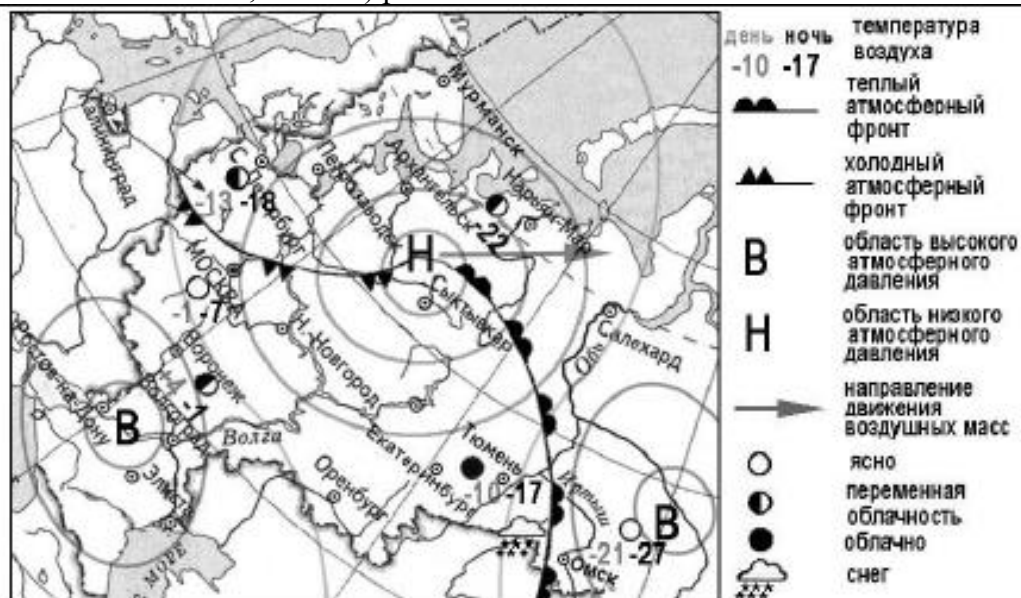 Калининград
Мурманск
С.-Петербург
Петрозаводск
Архангельск
Нарьян-Мар
-13 -18
-22
МОСКВА
-1 -7
Н
Сыктывкар
Салехард
Обь
Н.-Новгород
Воронеж
Ростов-на-Дону
В
Волгоград
Волга
Элиста
Екатеринбург
Оренбург
Тюмень
-10 -17
Иртыш
В
-21 -27
Омск
МОРЕ
день ночь температура
воздуха
-10 -17
теплый
атмосферный
фронт
холодный
атмосферный
фронт
В
область высокого
атмосферного
давления
Н
область низкого
атмосферного
давления
направление
движения
воздушных масс
ясно
переменная
облачность
облачно
снег